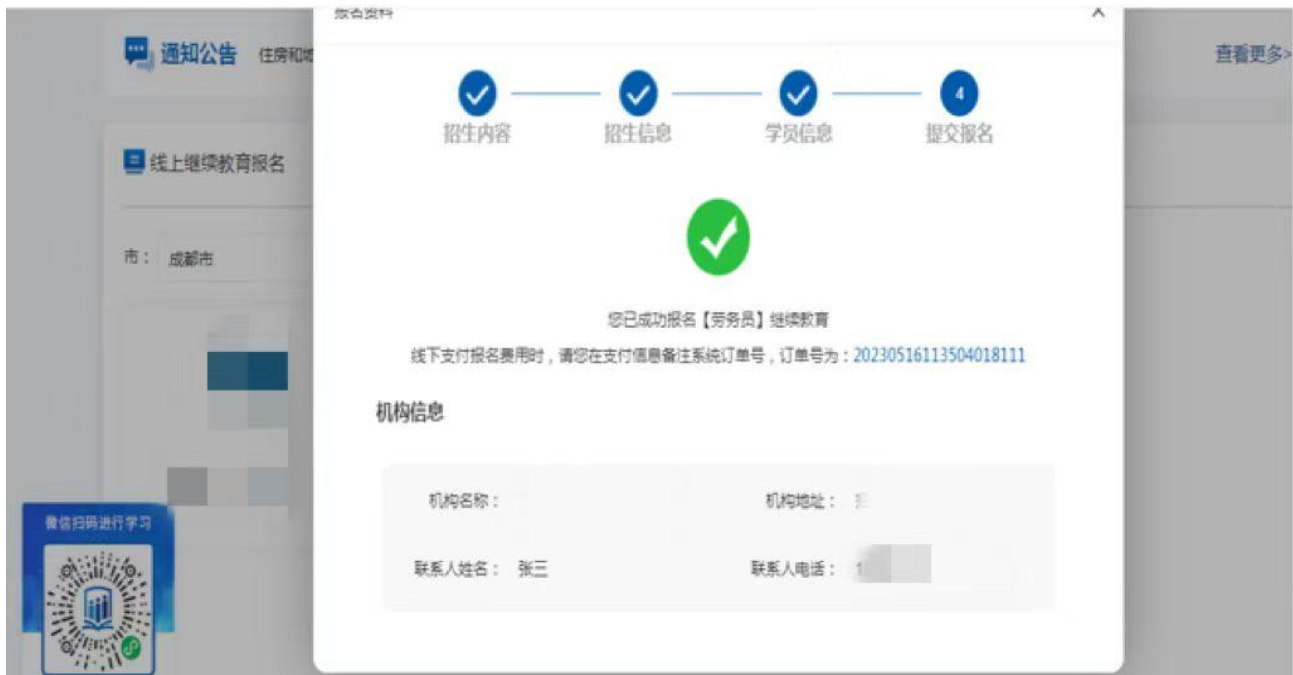 报名资料
通知公告
住房和城
查看更多>
招生内容
招生信息
学员信息
4
提交报名
线上继续教育报名
市： 成都市
您已成功报名【劳务员】继续教育
线下支付报名费用时，请您在支付信息备注系统订单号，订单号为：20230516113504018111
机构信息
机构名称：
机构地址：
联系人姓名： 张三
联系人电话： 1
微信扫码进行学习